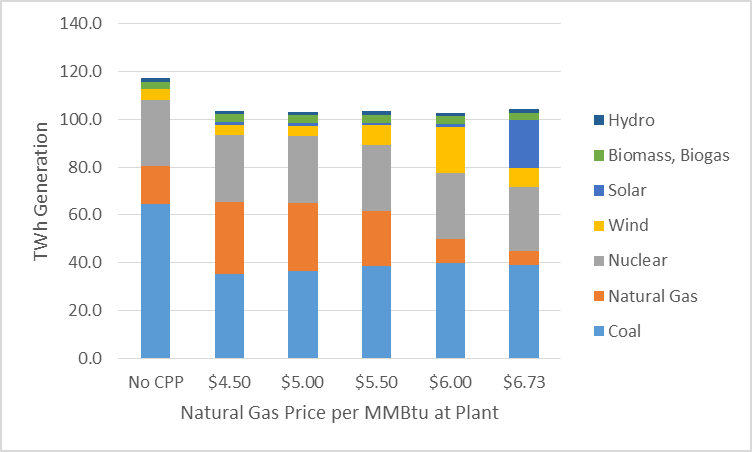 140.0
120.0
100.0
80.0
60.0
40.0
20.0
0.0
TWh Generation
No CPP $4.50 $5.00 $5.50 $6.00 $6.73
Natural Gas Price per MMBtu at Plant
Hydro
Biomass, Biogas
Solar
Wind
Nuclear
Natural Gas
Coal